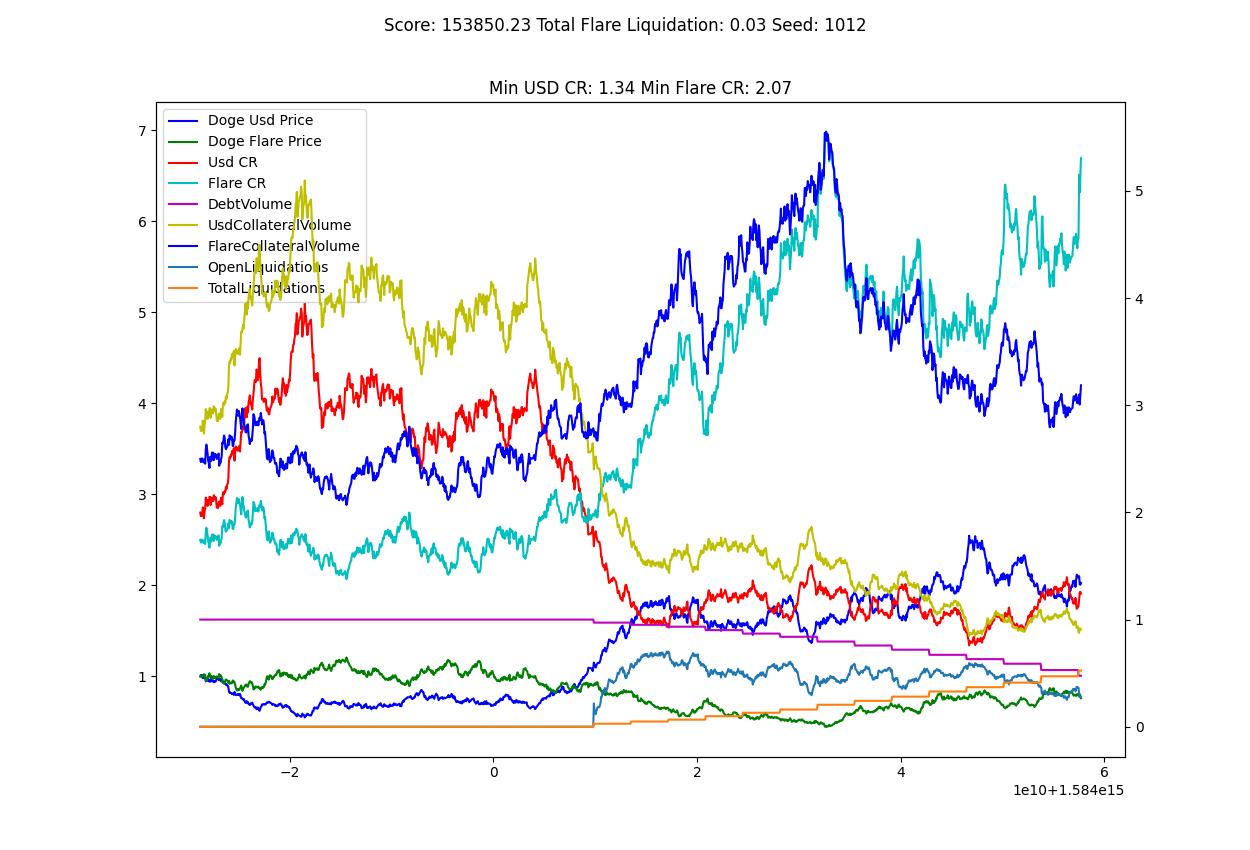 Score: 153850.23 Total Flare Liquidation: 0.03 Seed: 1012
Min USD CR: 1.34 Min Flare CR: 2.07
Doge Usd Price
Doge Flare Price
Usd CR
Flare CR
DebtVolume
UsdCollateralVolume
FlareCollateralVolume
OpenLiquidations
TotalLiquidations
7
6
5
4
3
2
1
5
4
3
2
1
0
−2
0
2
4
6
1e10+1.584e15